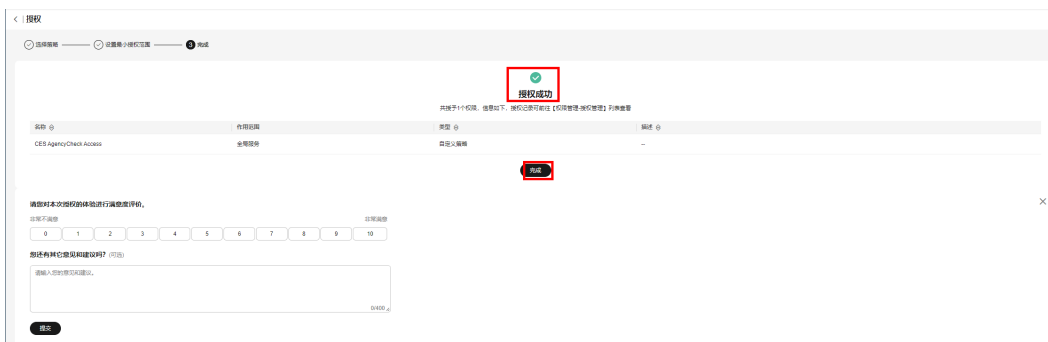 < | 授权
选择策略 设置最小授权范围 3 完成
授权成功
共授予1个权限，信息如下，授权记录可前往【权限管理-授权管理】列表查看
名称 作用范围 类型 描述
CES AgencyCheck Access 全局服务 自定义策略 --
完成
请您对本次授权的体验进行满意度评价。
非常不满意 非常满意
0 1 2 3 4 5 6 7 8 9 10
您还有其它意见和建议吗？(可选)
请输入您的意见和建议。
0/400
提交